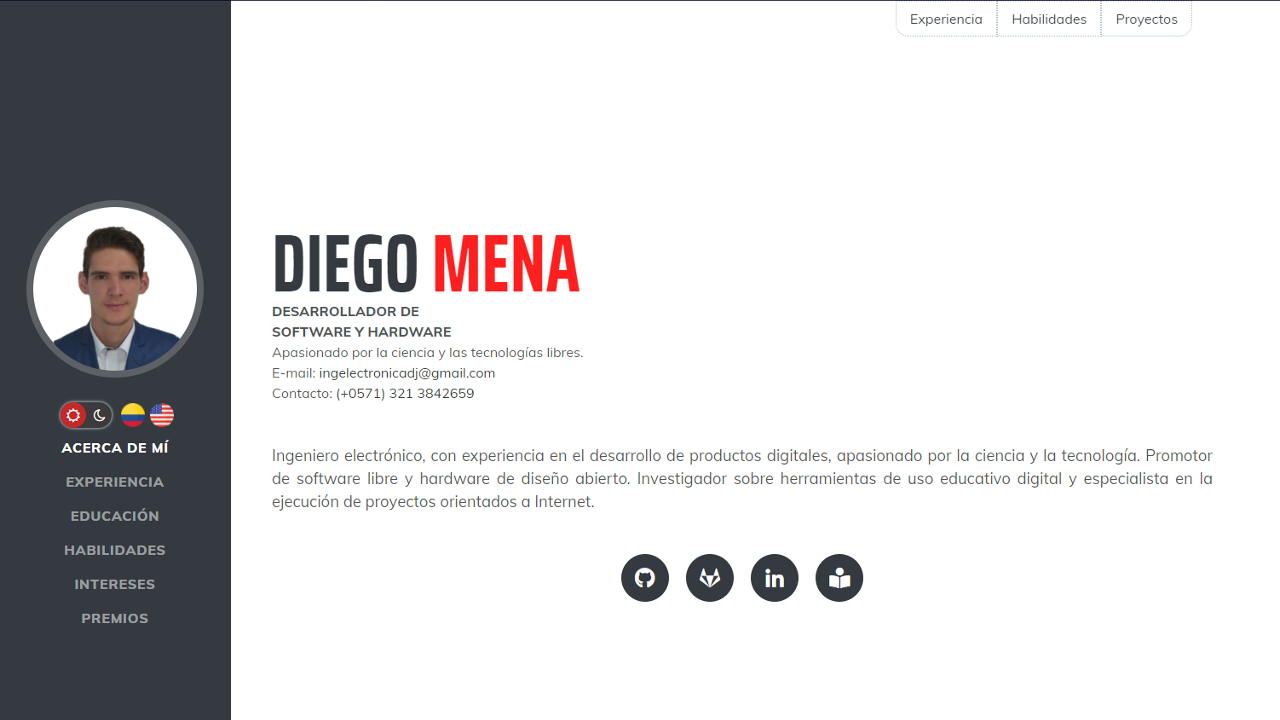 Experiencia
Habilidades
Proyectos
ACERCA DE MÍ
EXPERIENCIA
EDUCACIÓN
HABILIDADES
INTERESES
PREMIOS
DIEGO MENA
DESARROLLADOR DE
SOFTWARE Y HARDWARE
Apasionado por la ciencia y las tecnologías libres.
E-mail: ingelectronicadj@gmail.com
Contacto: (+0571) 321 3842659
Ingeniero electrónico, con experiencia en el desarrollo de productos digitales, apasionado por la ciencia y la tecnología. Promotor
de software libre y hardware de diseño abierto. Investigador sobre herramientas de uso educativo digital y especialista en la
ejecución de proyectos orientados a Internet.
in